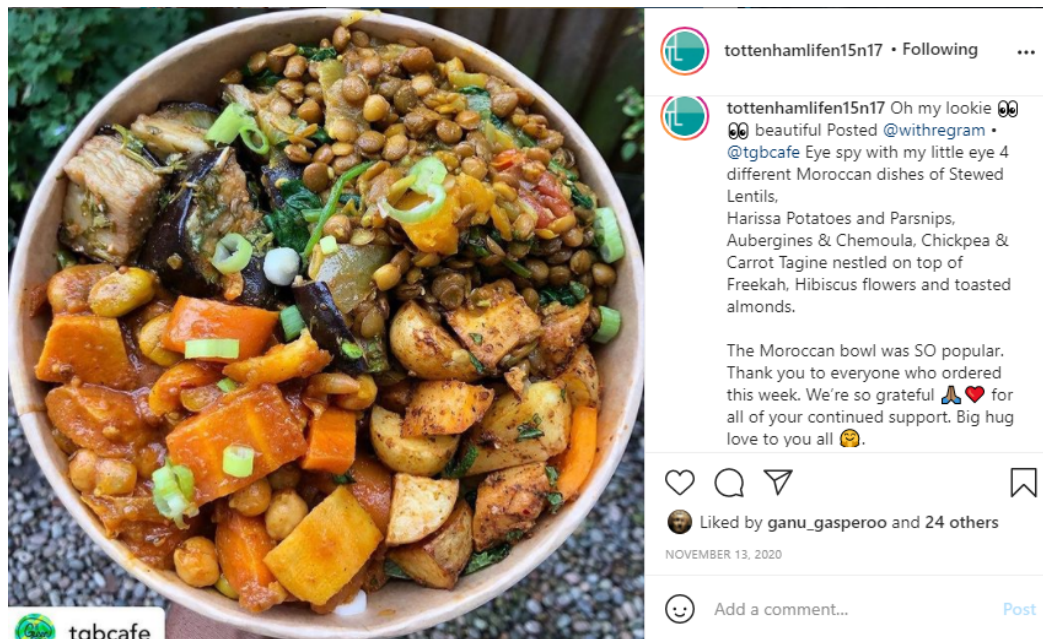 tottenhamlifen15n17 • Following
tottenhamlifen15n17 Oh my lookie 👀
👀 beautiful Posted @withregram •
@tgbcafe Eye spy with my little eye 4
different Moroccan dishes of Stewed
Lentils,
Harissa Potatoes and Parsnips,
Aubergines & Chemoula, Chickpea &
Carrot Tagine nestled on top of
Freekah, Hibiscus flowers and toasted
almonds.
The Moroccan bowl was SO popular.
Thank you to everyone who ordered
this week. We're so grateful 🙏🏾 ❤️ for
all of your continued support. Big hug
love to you all 🤗.
Liked by ganu_gasperoo and 24 others
NOVEMBER 13, 2020
Add a comment... Post
tgbcafe